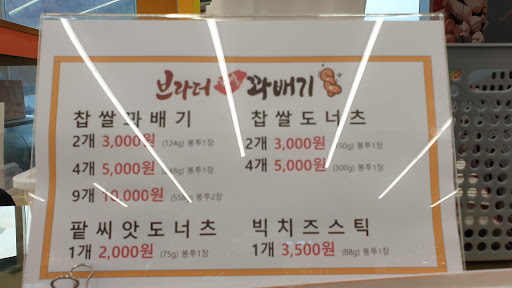 브라더 꽈배기
찹쌀꽈배기 찹쌀도너츠
2개 3,000원 (124g) 봉투1장 2개 3,000원 (50g) 봉투1장
4개 5,000원 봉투1장 4개 5,000원 (300g) 봉투1장
9개 10,000원 봉투2장
팥씨앗도너츠 빅치즈스틱
1개 2,000원 (75g) 봉투1장 1개 3,500원 (88g) 봉투1장